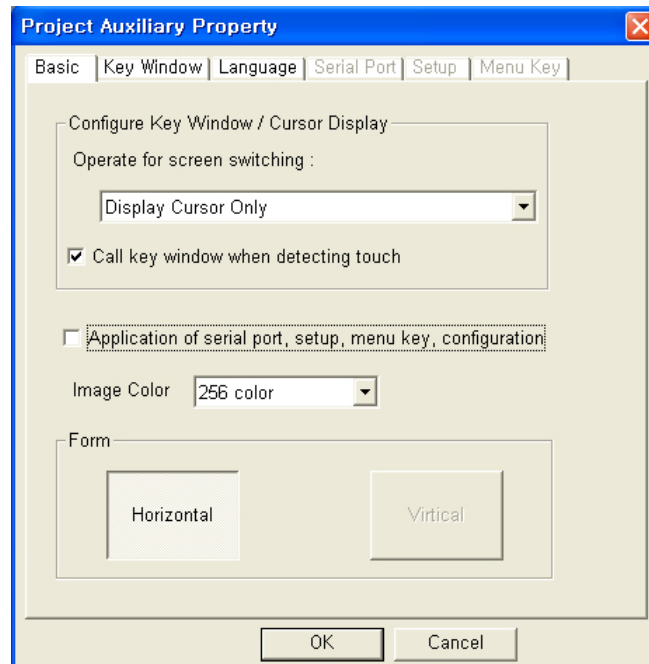 Project Auxiliary Property
Basic Key Window Language Serial Port Setup Menu Key
Configure Key Window / Cursor Display
Operate for screen switching :
Display Cursor Only
Call key window when detecting touch
Application of serial port, setup, menu key, configuration
Image Color 256 color
Form
Horizontal Virtical
OK Cancel